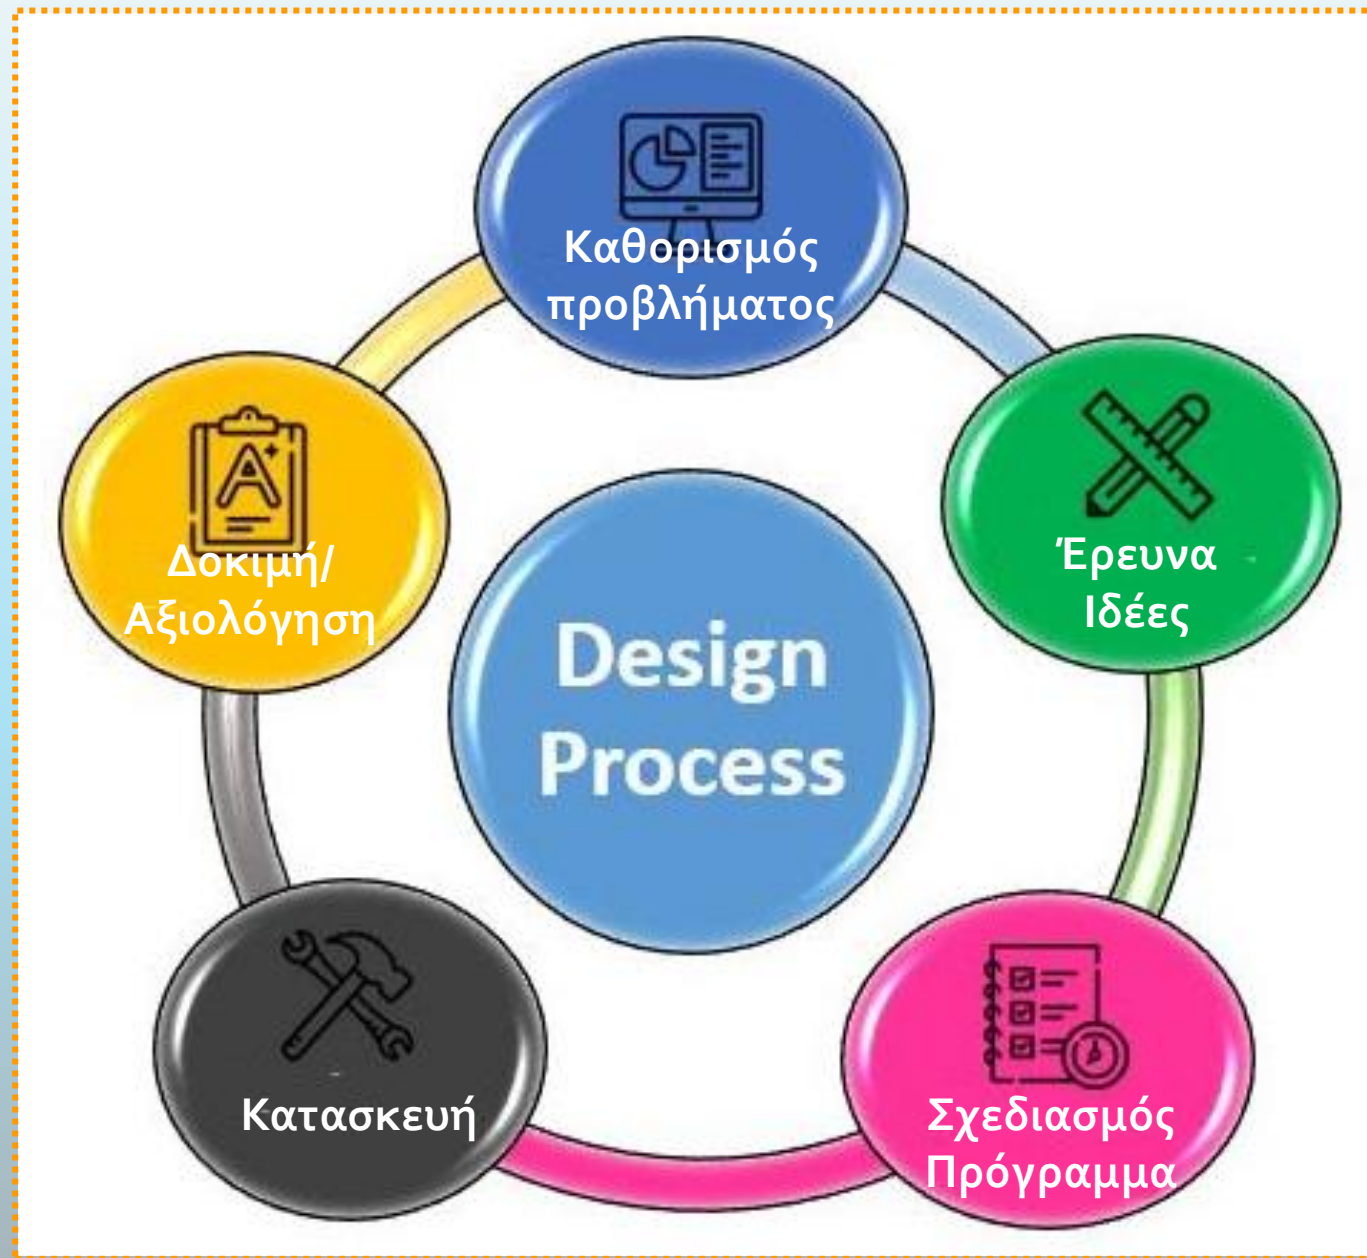 Καθορισμός
προβλήματος
Έρευνα
Ιδέες
Σχεδιασμός
Πρόγραμμα
Κατασκευή
Δοκιμή/
Αξιολόγηση
Design
Process
A+